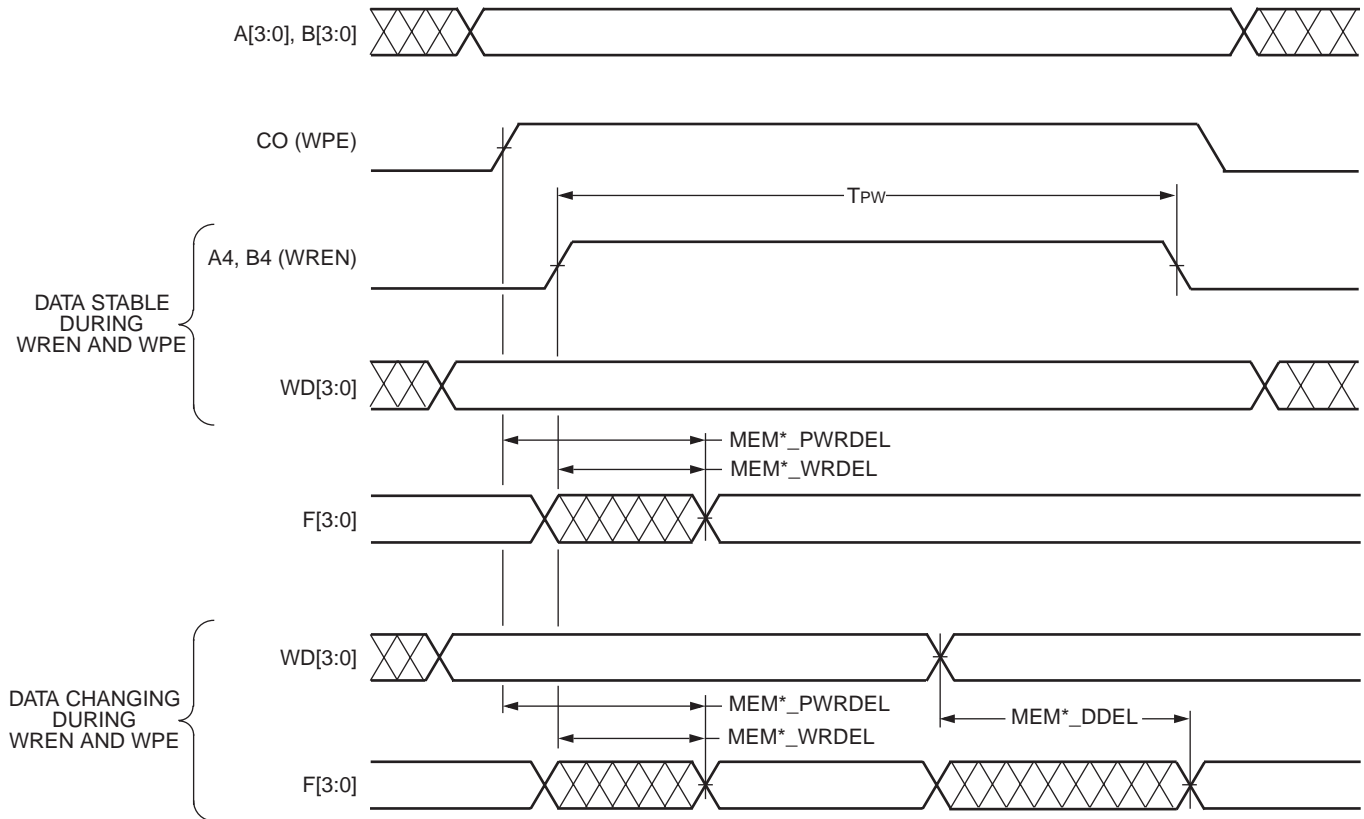 A[3:0], B[3:0]
CO (WPE)
TPW
A4, B4 (WREN)
DATA STABLE
DURING
WREN AND WPE
WD[3:0]
MEM*_PWRDEL
MEM*_WRDEL
F[3:0]
WD[3:0]
DATA CHANGING
DURING
WREN AND WPE
MEM*_PWRDEL
MEM*_DDEL
MEM*_WRDEL
F[3:0]